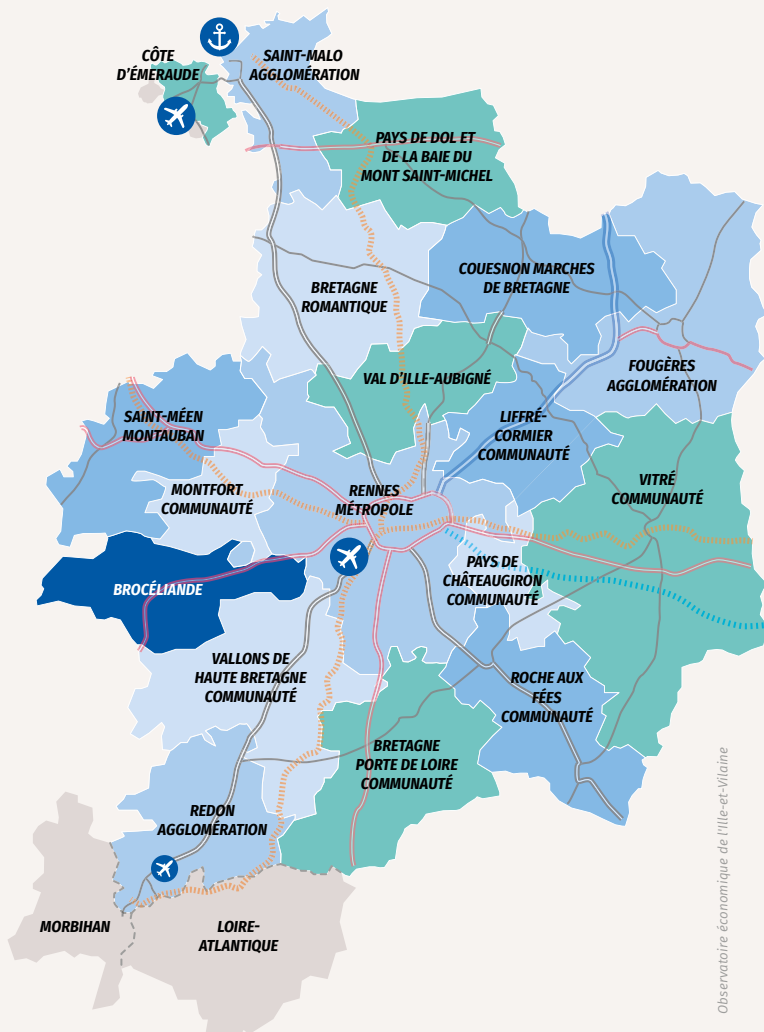 CÔTE
D'ÉMERAUDE
SAINT-MALO
AGGLOMÉRATION
PAYS DE DOL ET
DE LA BAIE DU
MONT SAINT-MICHEL
COUESNON MARCHES
DE BRETAGNE
BRETAGNE
ROMANTIQUE
VAL D'ILLE-AUBIGNÉ
FOUGÈRES
AGGLOMÉRATION
SAINT-MÉEN
MONTAUBAN
LIFFRÉ-
CORMIER
COMMUNAUTÉ
MONTFORT
COMMUNAUTÉ
RENNES
MÉTROPOLE
VITRÉ
COMMUNAUTÉ
BROCÉLIANDE
PAYS DE
CHÂTEAUGIRON
COMMUNAUTÉ
VALLONS DE
HAUTE BRETAGNE
COMMUNAUTÉ
ROCHE AUX
FÉES
COMMUNAUTÉ
BRETAGNE
PORTE DE LOIRE
COMMUNAUTÉ
REDON
AGGLOMÉRATION
MORBIHAN
LOIRE-
ATLANTIQUE
Observatoire économique de l'Ille-et-Vilaine